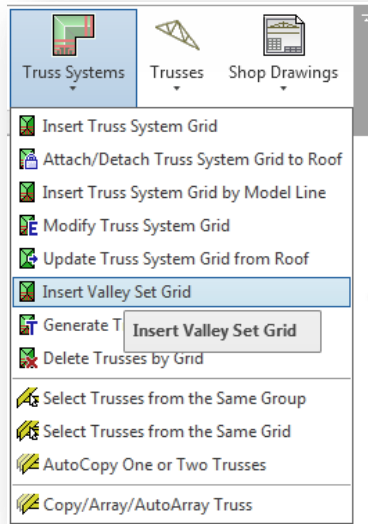 Truss Systems
Trusses
Shop Drawings
Insert Truss System Grid
Attach/Detach Truss System Grid to Roof
Insert Truss System Grid by Model Line
Modify Truss System Grid
Update Truss System Grid from Roof
Insert Valley Set Grid
Generate T
Insert Valley Set Grid
Delete Trusses by Grid
Select Trusses from the Same Group
Select Trusses from the Same Grid
AutoCopy One or Two Trusses
Copy/Array/AutoArray Truss